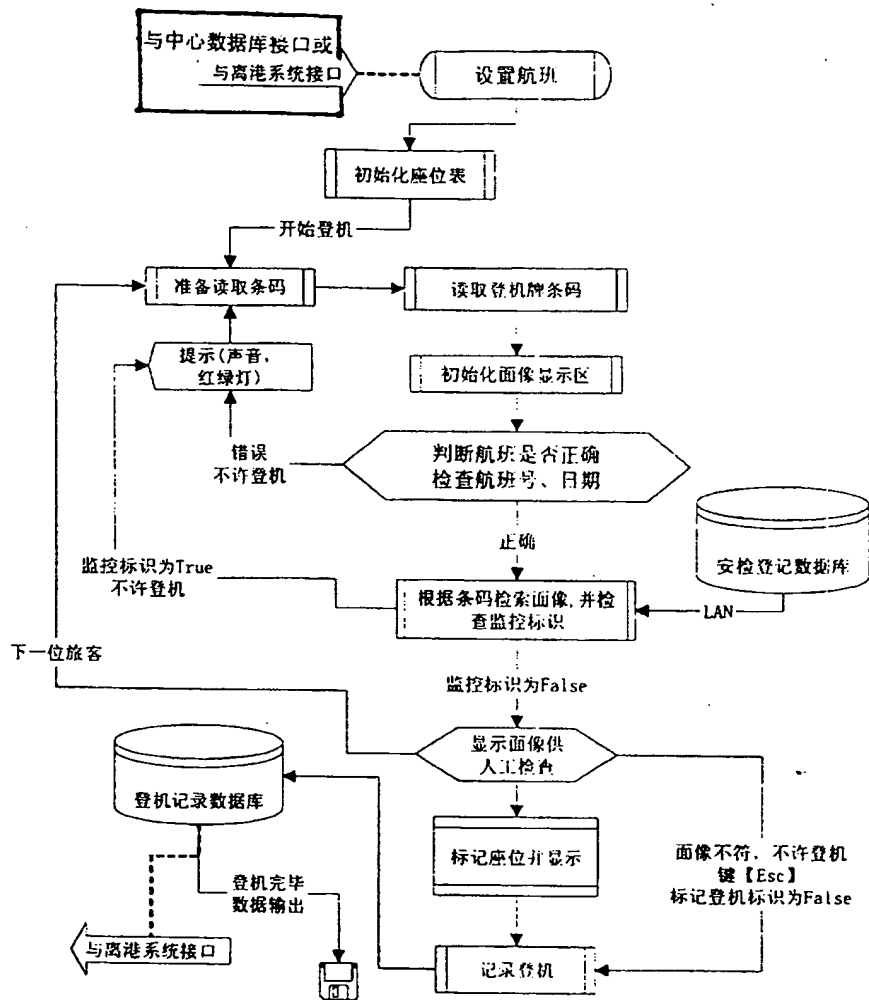 与中心数据库接口或
与离港系统接口
设置航班
初始化座位表
开始登机
准备读取条码
读取登机牌条码
提示(声音,
红绿灯)
初始化面像显示区
错误
不许登机
判断航班是否正确
检查航班号、日期
正确
安检登记数据库
监控标识为True
不许登机
根据条码检索面像,并检
查监控标识
LAN
下一位旅客
监控标识为False
显示面像供
人工检查
登机记录数据库
标记座位并显示
面像不符，不许登机
键【Esc】
标记登机标识为False
登机完毕
数据输出
与离港系统接口
记录登机